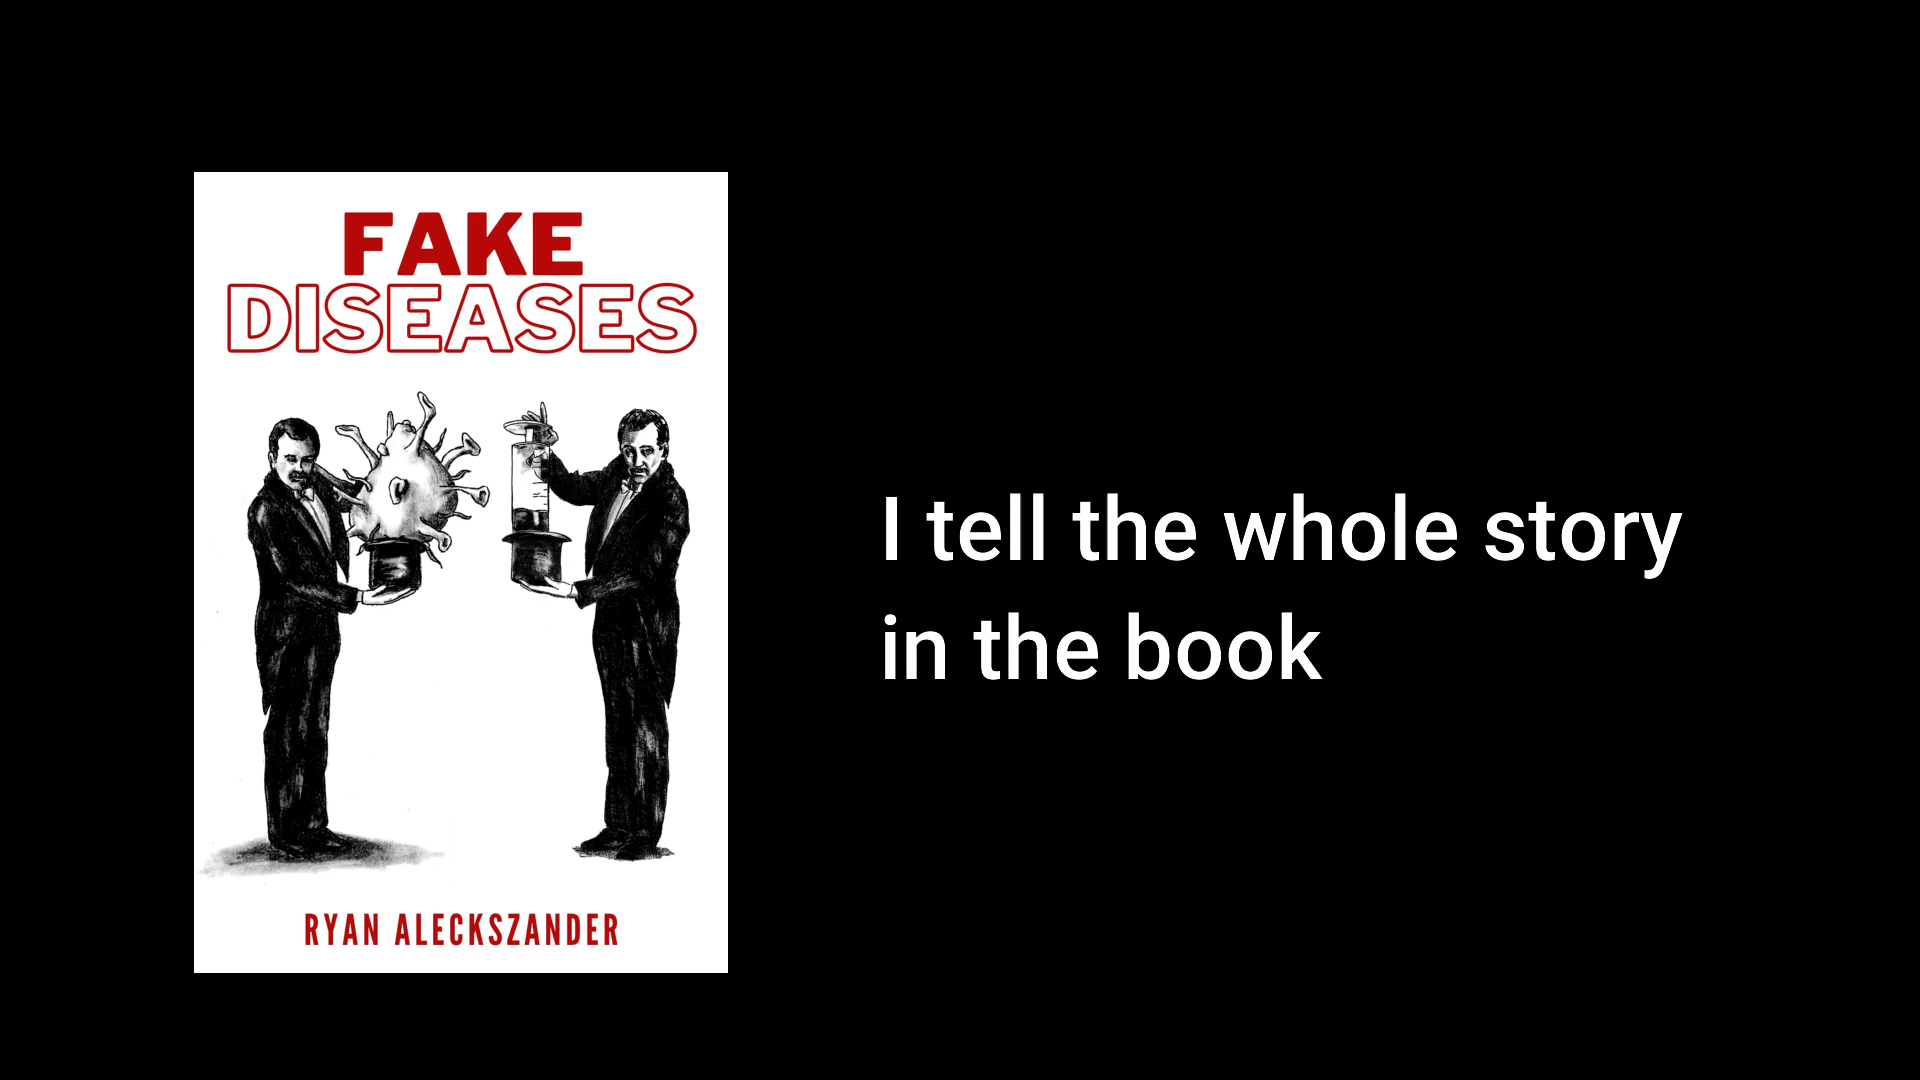 FAKE
DISEASES
RYAN ALECKSZANDER
I tell the whole story
in the book